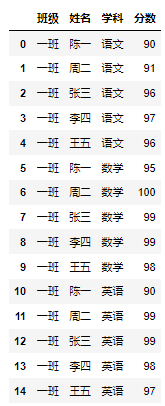 班级 姓名 学科 分数
0 一班 陈一 语文 90
1 一班 周二 语文 91
2 一班 张三 语文 96
3 一班 李四 语文 97
4 一班 王五 语文 96
5 一班 陈一 数学 95
6 一班 周二 数学 100
7 一班 张三 数学 99
8 一班 李四 数学 99
9 一班 王五 数学 98
10 一班 陈一 英语 90
11 一班 周二 英语 99
12 一班 张三 英语 99
13 一班 李四 英语 98
14 一班 王五 英语 97